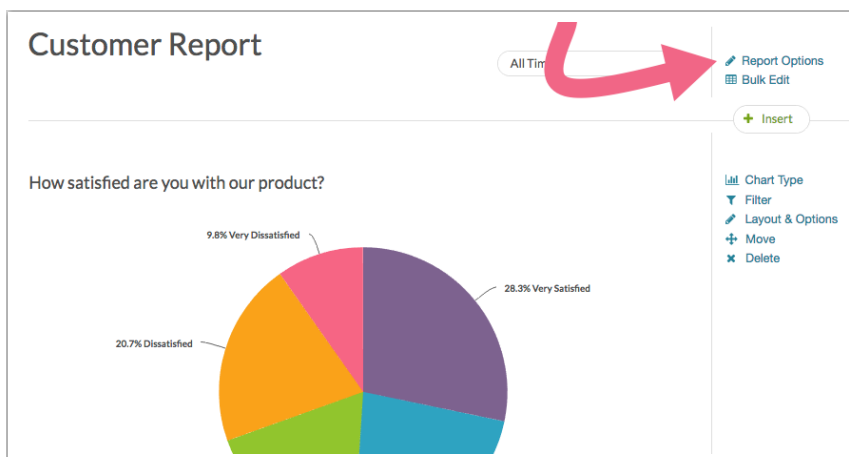 Customer Report
All Tim
Report Options
Bulk Edit
Insert
How satisfied are you with our product?
Chart Type
Filter
Layout & Options
Move
Delete
9.8% Very Dissatisfied
28.3% Very Satisfied
20.7% Dissatisfied